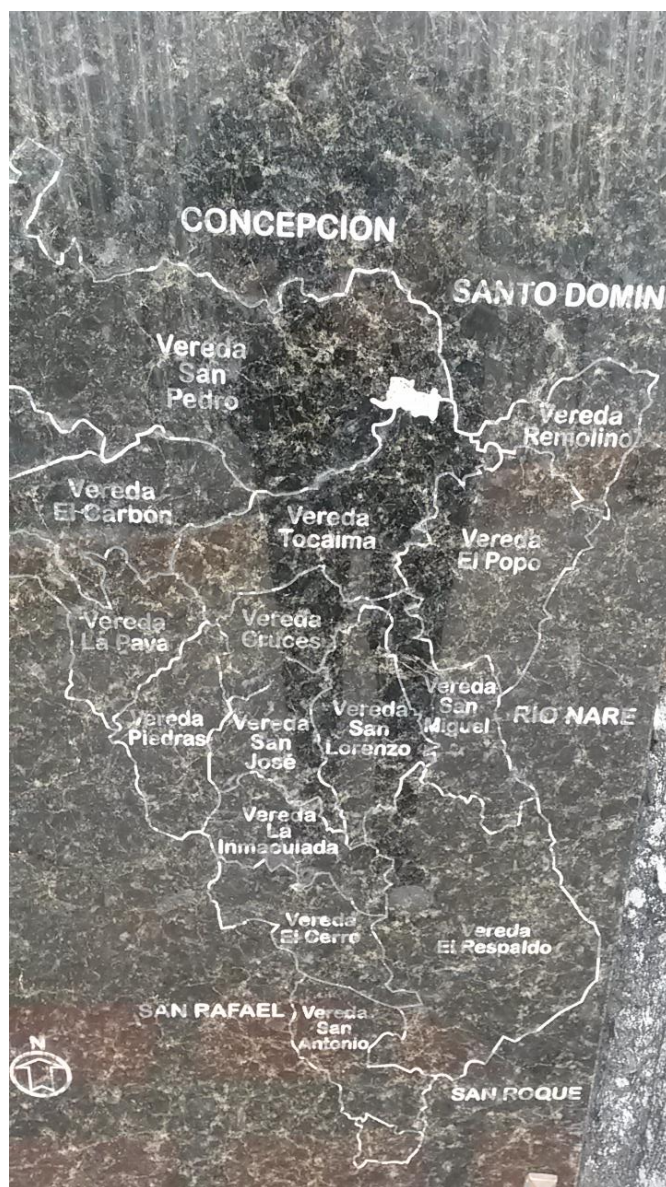 CONCEPCION
SANTO DOMIN
Vereda
San
Pedro
Vereda
Remolino
Vereda
El Carbón
Vereda
Tocaima
Vereda
El Popo
Vereda
La Pava
Vereda
Cruces
Vereda
San
Miguel
RIO NARE
Vereda
Piedras
Vereda
San
José
Vereda
San
Lorenzo
Vereda
La
Inmaculada
Vereda
El Cerro
Vereda
El Respaldo
SAN RAFAEL
Vereda
San
Antonio
N
SAN ROQUE